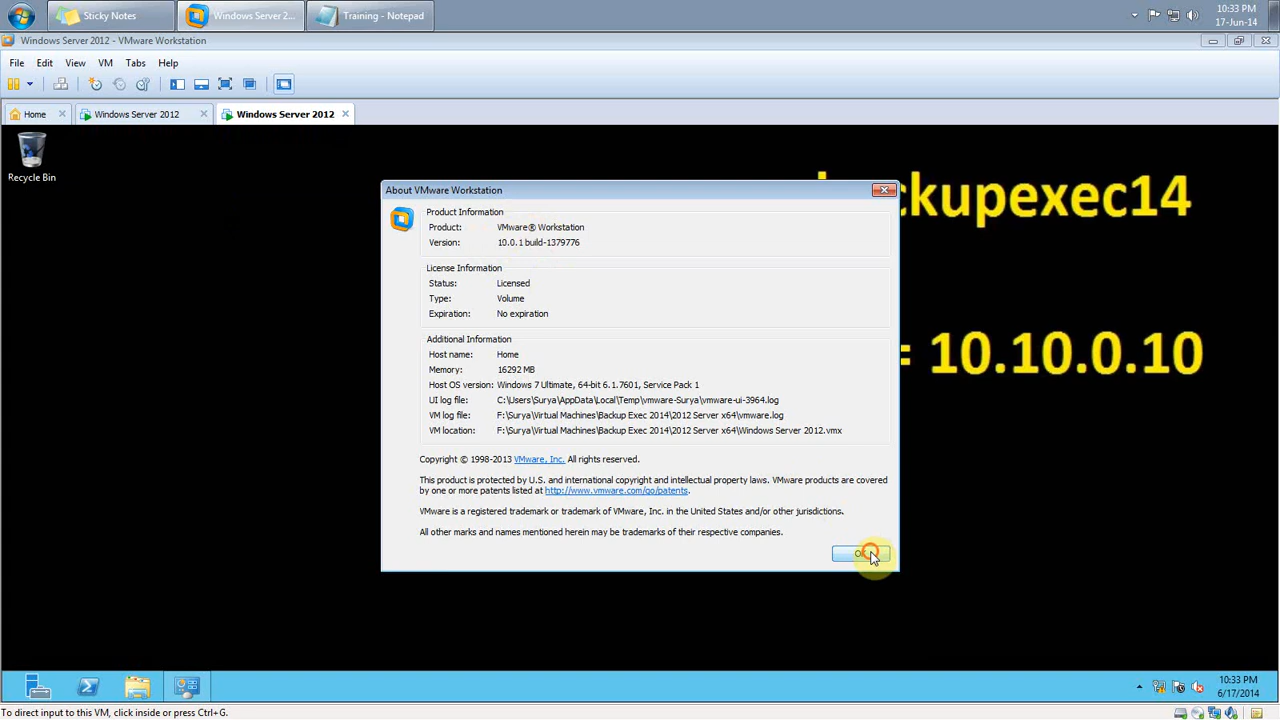 Sticky Notes
Windows Server 2...
Training - Notepad
10:33 PM
17-Jun-14
Windows Server 2012 - VMware Workstation
File Edit View VM Tabs Help
Home
Windows Server 2012
Windows Server 2012
Recycle Bin
ckupexec14
= 10.10.0.10
About VMware Workstation
Product Information
Product: VMware® Workstation
Version: 10.0.1 build-1379776
License Information
Status: Licensed
Type: Volume
Expiration: No expiration
Additional Information
Host name: Home
Memory: 16292 MB
Host OS version: Windows 7 Ultimate, 64-bit 6.1.7601, Service Pack 1
UI log file: C:\Users\Surya\AppData\Local\Temp\vmware-Surya\vmware-ui-3964.log
VM log file: F:\Surya\Virtual Machines\Backup Exec 2014\2012 Server x64\vmware.log
VM location: F:\Surya\Virtual Machines\Backup Exec 2014\2012 Server x64\Windows Server 2012.vmx
Copyright © 1998-2013 VMware, Inc. All rights reserved.
This product is protected by U.S. and international copyright and intellectual property laws. VMware products are covered
by one or more patents listed at http://www.vmware.com/go/patents.
VMware is a registered trademark or trademark of VMware, Inc. in the United States and/or other jurisdictions.
All other marks and names mentioned herein may be trademarks of their respective companies.
OK
10:33 PM
6/17/2014
To direct input to this VM, click inside or press Ctrl+G.